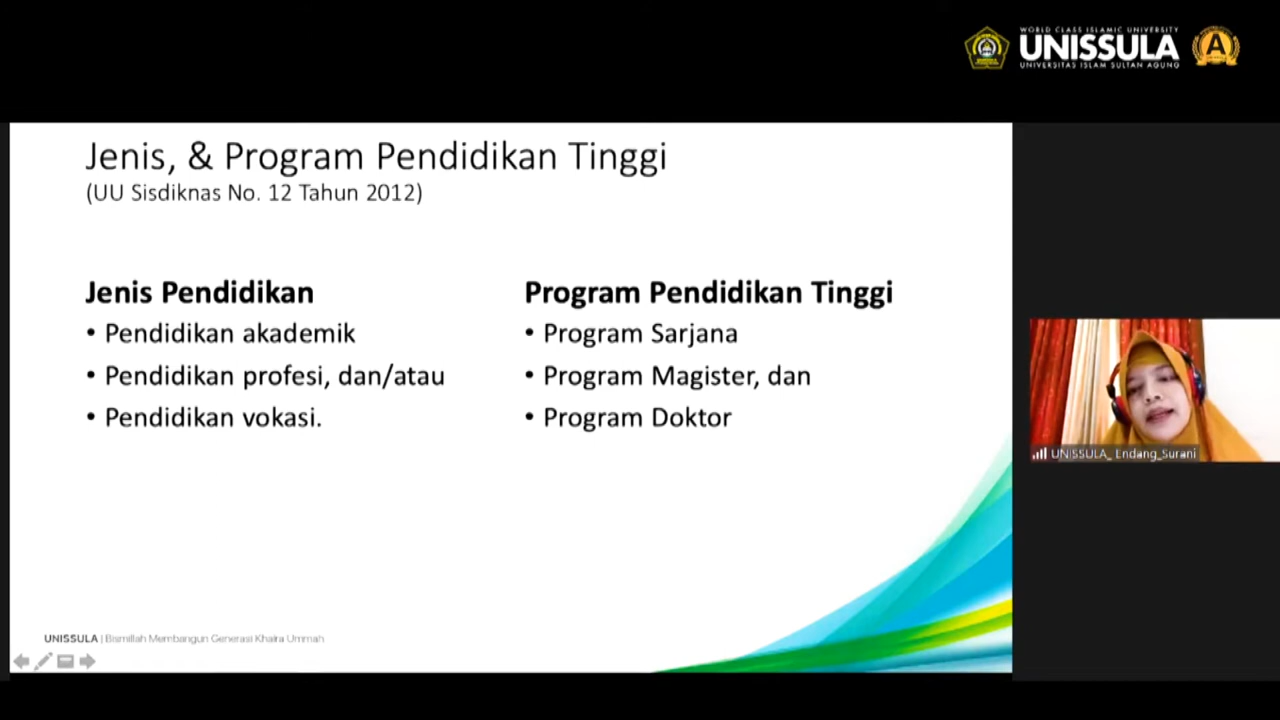 WORLD CLASS ISLAMIC UNIVERSITY
UNISSULA
UNIVERSITAS ISLAM SULTAN AGUNG
A
Jenis, & Program Pendidikan Tinggi
(UU Sisdiknas No. 12 Tahun 2012)
Jenis Pendidikan
• Pendidikan akademik
• Pendidikan profesi, dan/atau
• Pendidikan vokasi.
Program Pendidikan Tinggi
• Program Sarjana
• Program Magister, dan
• Program Doktor
UNISSULA_ Endang_Surani
UNISSULA | Bismillah Membangun Generasi Khaira Ummah